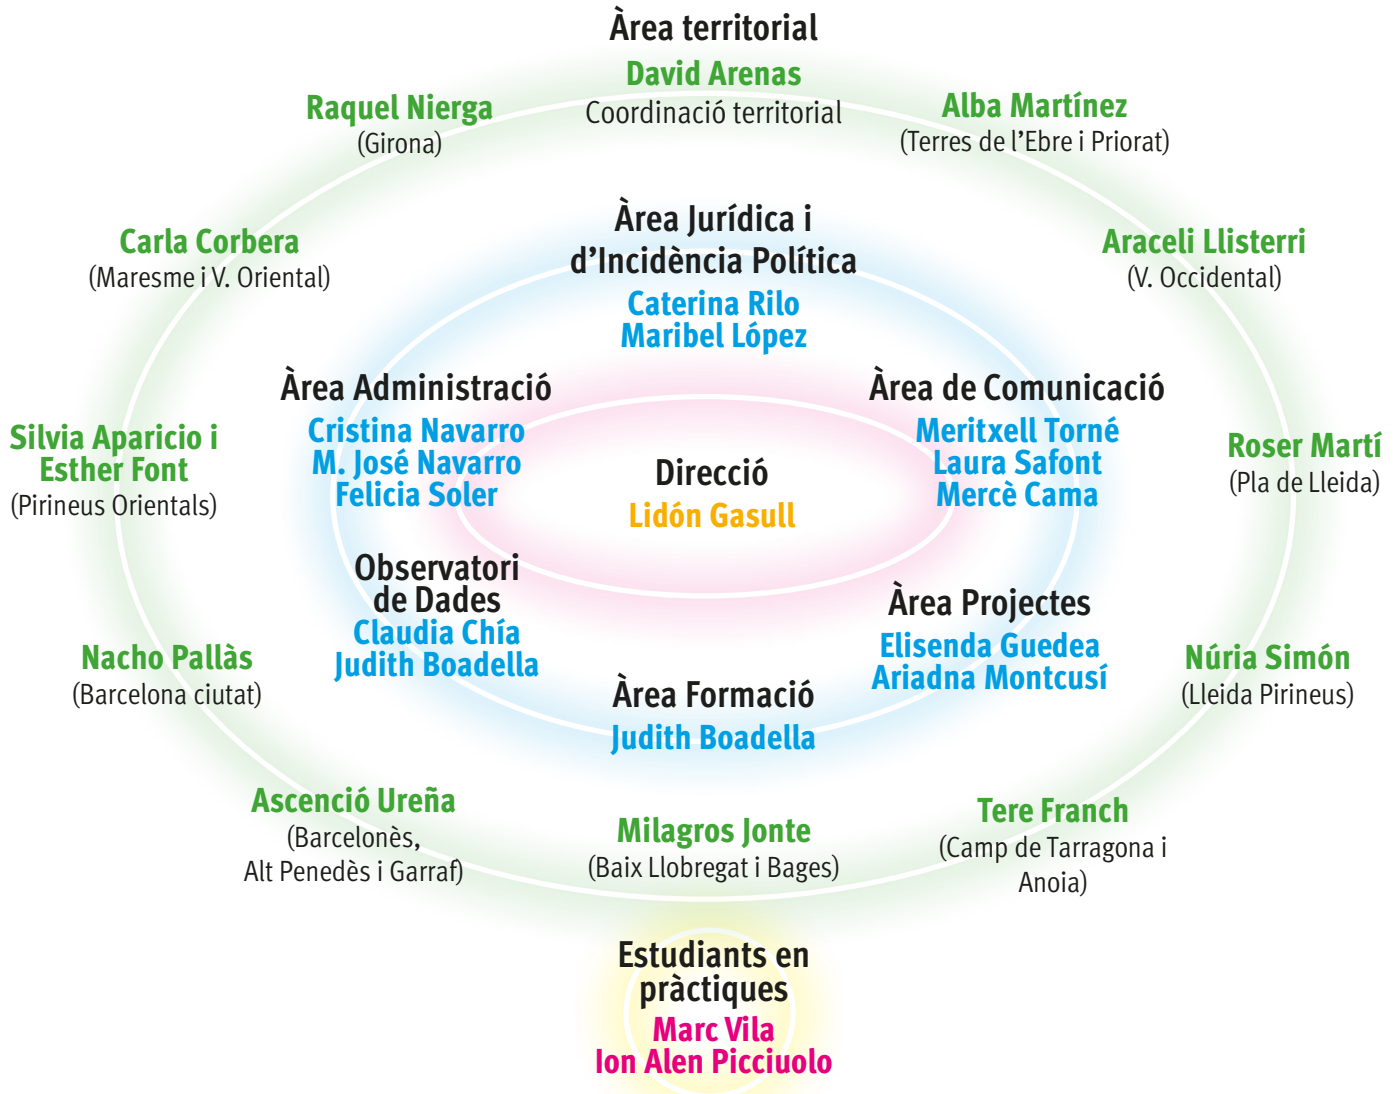 Àrea territorial
David Arenas
Coordinació territorial
Raquel Nierga
(Girona)
Alba Martínez
(Terres de l'Ebre i Priorat)
Carla Corbera
(Maresme i V. Oriental)
Àrea Jurídica i
d'Incidència Política
Caterina Rilo
Maribel López
Araceli Llisterri
(V. Occidental)
Àrea Administració
Cristina Navarro
M. José Navarro
Felicia Soler
Àrea de Comunicació
Meritxell Torné
Laura Safont
Mercè Cama
Silvia Aparicio i
Esther Font
(Pirineus Orientals)
Direcció
Lidón Gasull
Roser Martí
(Pla de Lleida)
Observatori
de Dades
Claudia Chía
Judith Boadella
Àrea Projectes
Elisenda Guedea
Ariadna Montcusí
Nacho Pallàs
(Barcelona ciutat)
Àrea Formació
Judith Boadella
Núria Simón
(Lleida Pirineus)
Ascenció Ureña
(Barcelonès,
Alt Penedès i Garraf)
Milagros Jonte
(Baix Llobregat i Bages)
Tere Franch
(Camp de Tarragona i
Anoia)
Estudiants en
pràctiques
Marc Vila
Ion Alen Picciuolo